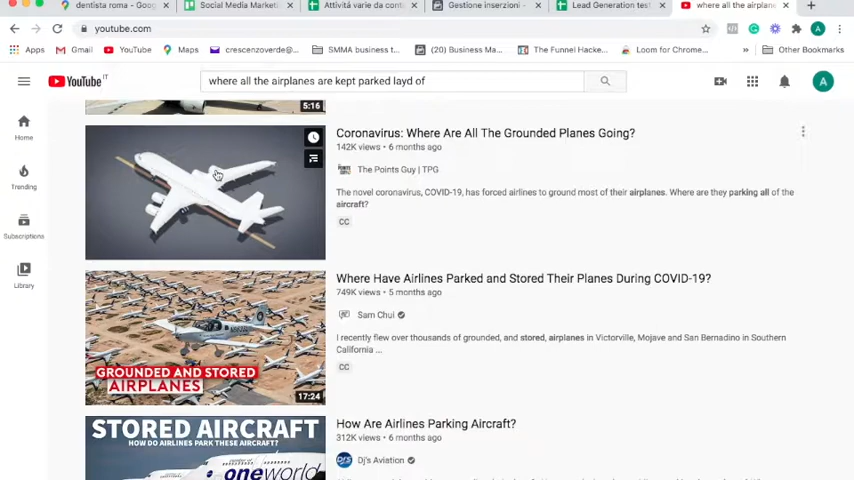 dentista roma - Goog
Social Media Marketi
Attività varie da cont
Gestione inserzioni -
Lead Generation test
where all the airplane
youtube.com
Apps
Gmail
YouTube
Maps
crescenzoverde@...
SMMA business t...
(20) Business Ma...
The Funnel Hacke...
Loom for Chrome...
»
Other Bookmarks
YouTube IT
where all the airplanes are kept parked layd of
A
Home
Trending
Subscriptions
Library
5:16
Coronavirus: Where Are All The Grounded Planes Going?
142K views • 6 months ago
The Points Guy | TPG
The novel coronavirus, COVID-19, has forced airlines to ground most of their airplanes. Where are they parking all of the
aircraft?
CC
GROUNDED AND STORED
AIRPLANES
17:24
Where Have Airlines Parked and Stored Their Planes During COVID-19?
749K views • 5 months ago
Sam Chui
I recently flew over thousands of grounded, and stored, airplanes in Victorville, Mojave and San Bernadino in Southern
California ...
CC
STORED AIRCRAFT
HOW DO AIRLINES PARK THESE AIRCRAFT?
oneworld
How Are Airlines Parking Aircraft?
312K views • 6 months ago
Dj's Aviation